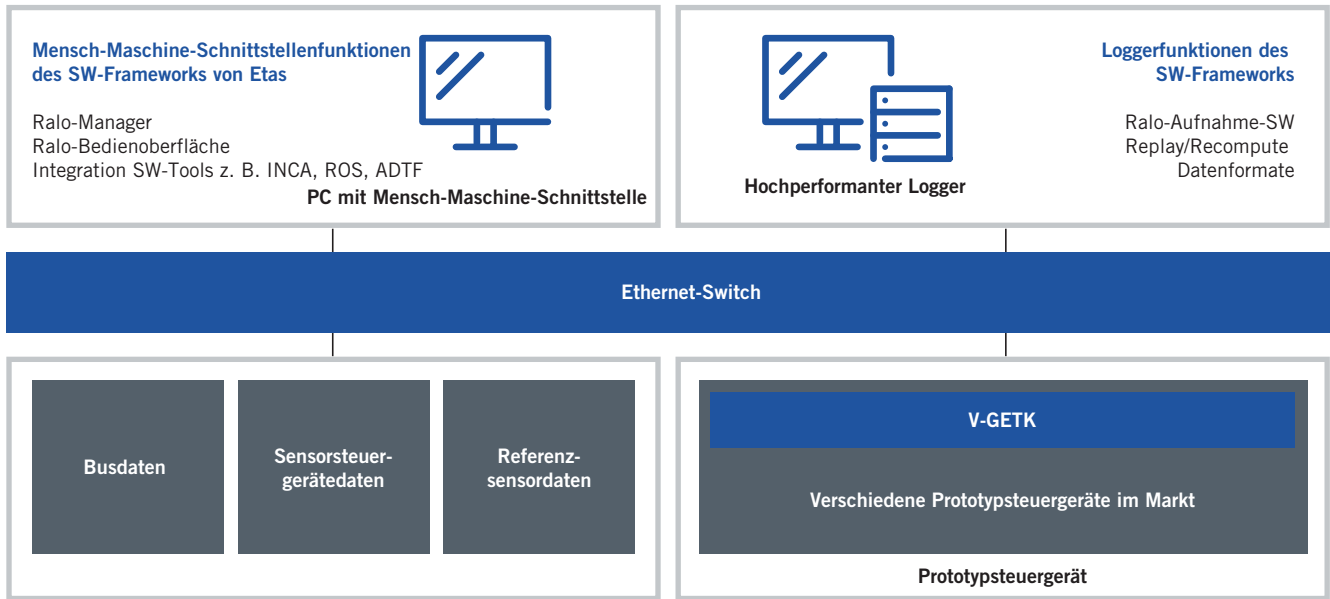 Mensch-Maschine-Schnittstellenfunktionen
des SW-Frameworks von Etas
Ralo-Manager
Ralo-Bedienoberfläche
Integration SW-Tools z. B. INCA, ROS, ADTF
PC mit Mensch-Maschine-Schnittstelle
Loggerfunktionen des
SW-Frameworks
Ralo-Aufnahme-SW
Replay/Recompute
Datenformate
Hochperformanter Logger
Ethernet-Switch
Busdaten
Sensorsteuer-
gerätedaten
Referenz-
sensordaten
V-GETK
Verschiedene Prototypsteuergeräte im Markt
Prototypsteuergerät